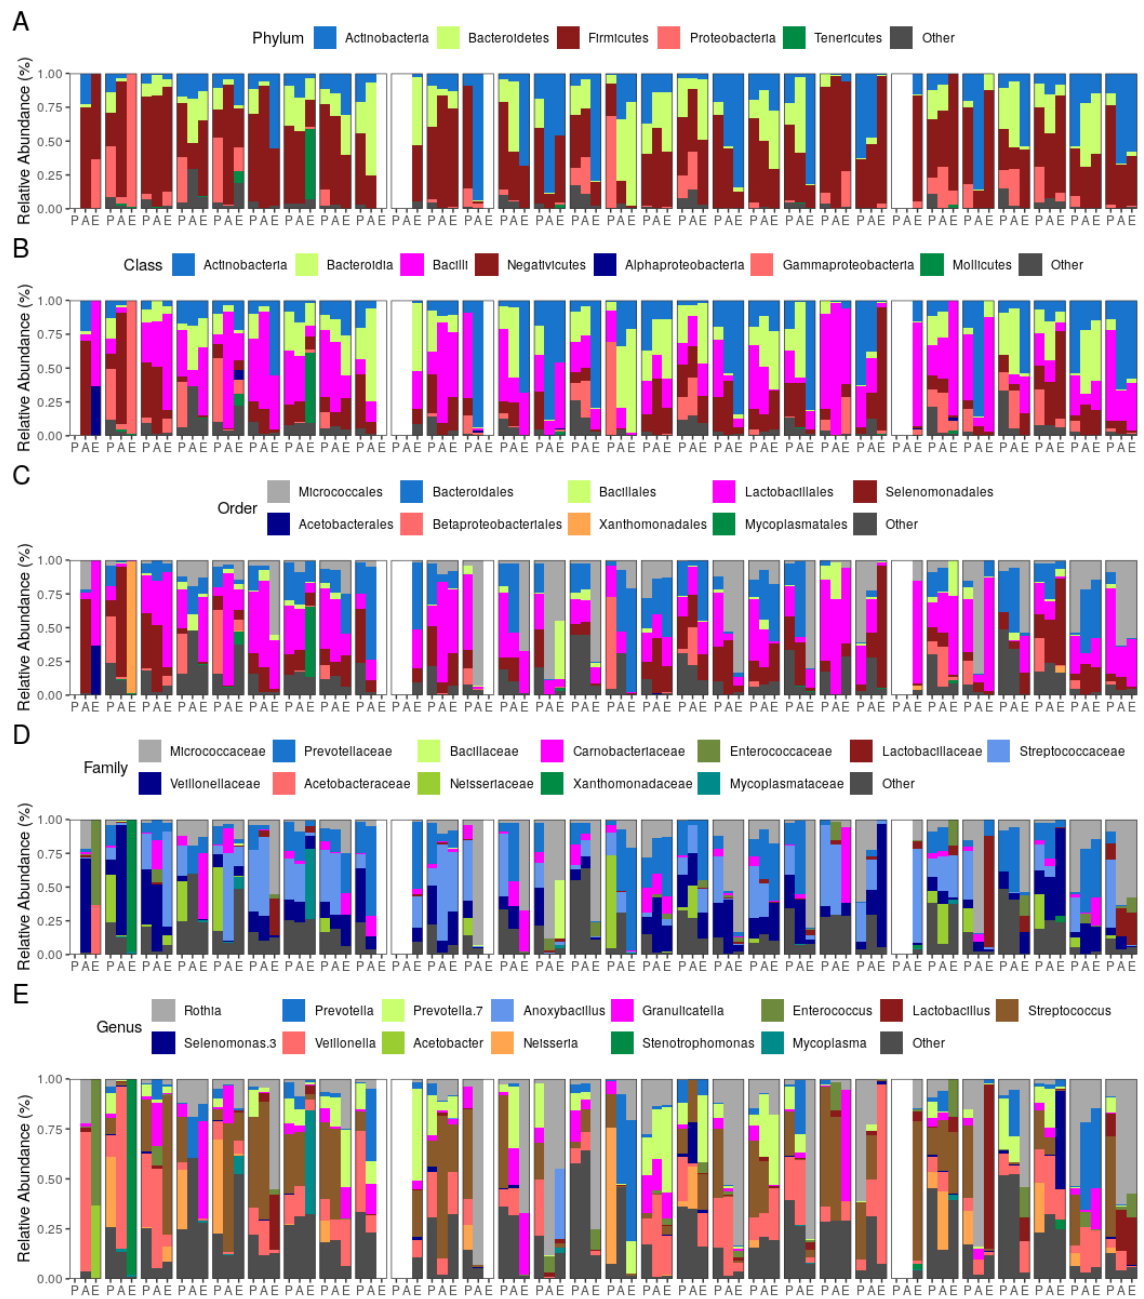 A
Phylum Actinobacteria Bacteroidetes Firmicutes Proteobacteria Tenericutes Other
Relative Abundance (%)
1.00
0.75
0.50
0.25
0.00
P A E P A E P A E P A E P A E P A E P A E P A E P A E P A E P A E P A E P A E P A E P A E P A E P A E P A E P A E P A E P A E P A E P A E P A E P A E P A E P A E P A E P A E P A E
B
Class Actinobacteria Bacteroidia Bacilli Negativicutes Alphaproteobacteria Gammaproteobacteria Mollicutes Other
Relative Abundance (%)
1.00
0.75
0.50
0.25
0.00
P A E P A E P A E P A E P A E P A E P A E P A E P A E P A E P A E P A E P A E P A E P A E P A E P A E P A E P A E P A E P A E P A E P A E P A E P A E P A E P A E P A E P A E P A E
C
Order
Micrococcales Bacteroidales Bacillales Lactobacillales Selenomonadales
Acetobacterales Betaproteobacteriales Xanthomonadales Mycoplasmatales Other
Relative Abundance (%)
1.00
0.75
0.50
0.25
0.00
P A E P A E P A E P A E P A E P A E P A E P A E P A E P A E P A E P A E P A E P A E P A E P A E P A E P A E P A E P A E P A E P A E P A E P A E P A E P A E P A E P A E P A E P A E
D
Family
Micrococcaceae Prevotellaceae Bacillaceae Carnobacteriaceae Enterococcaceae Lactobacillaceae Streptococcaceae
Veillonellaceae Acetobacteraceae Neisseriaceae Xanthomonadaceae Mycoplasmataceae Other
Relative Abundance (%)
1.00
0.75
0.50
0.25
0.00
P A E P A E P A E P A E P A E P A E P A E P A E P A E P A E P A E P A E P A E P A E P A E P A E P A E P A E P A E P A E P A E P A E P A E P A E P A E P A E P A E P A E P A E P A E
E
Genus
Rothia Prevotella Prevotella.7 Anoxybacillus Granulicatella Enterococcus Lactobacillus Streptococcus
Selenomonas.3 Veillonella Acetobacter Neisseria Stenotrophomonas Mycoplasma Other
Relative Abundance (%)
1.00
0.75
0.50
0.25
0.00
P A E P A E P A E P A E P A E P A E P A E P A E P A E P A E P A E P A E P A E P A E P A E P A E P A E P A E P A E P A E P A E P A E P A E P A E P A E P A E P A E P A E P A E P A E